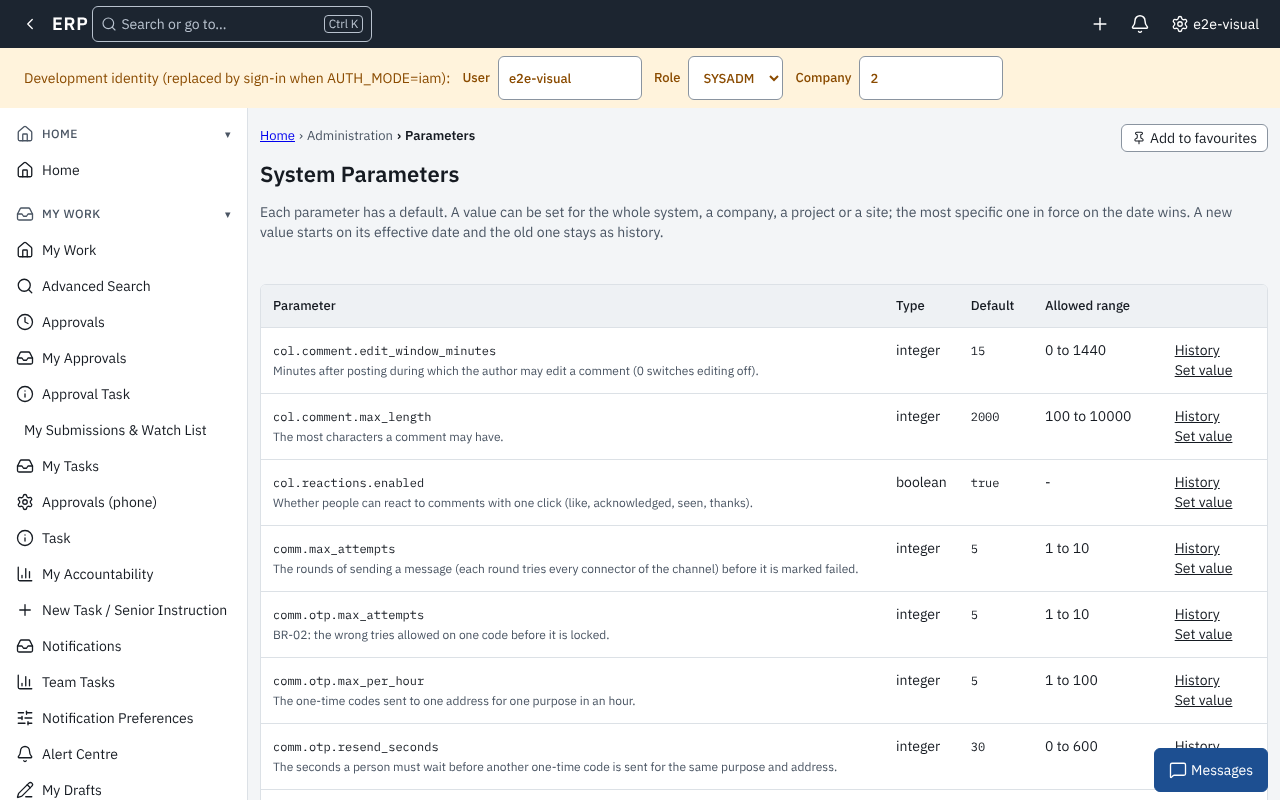 ERP
Search or go to...
Ctrl K
e2e-visual
Development identity (replaced by sign-in when AUTH_MODE=iam):
User
e2e-visual
Role
SYSADM
Company
2
HOME
Home
MY WORK
My Work
Advanced Search
Approvals
My Approvals
Approval Task
My Submissions & Watch List
My Tasks
Approvals (phone)
Task
My Accountability
New Task / Senior Instruction
Notifications
Team Tasks
Notification Preferences
Alert Centre
My Drafts
Home › Administration › Parameters
Add to favourites
System Parameters
Each parameter has a default. A value can be set for the whole system, a company, a project or a site; the most specific one in force on the date wins. A new
value starts on its effective date and the old one stays as history.
Parameter Type Default Allowed range
col.comment.edit_window_minutes integer 15 0 to 1440 History
Minutes after posting during which the author may edit a comment (0 switches editing off). Set value
col.comment.max_length integer 2000 100 to 10000 History
The most characters a comment may have. Set value
col.reactions.enabled boolean true - History
Whether people can react to comments with one click (like, acknowledged, seen, thanks). Set value
comm.max_attempts integer 5 1 to 10 History
The rounds of sending a message (each round tries every connector of the channel) before it is marked failed. Set value
comm.otp.max_attempts integer 5 1 to 10 History
BR-02: the wrong tries allowed on one code before it is locked. Set value
comm.otp.max_per_hour integer 5 1 to 100 History
The one-time codes sent to one address for one purpose in an hour. Set value
comm.otp.resend_seconds integer 30 0 to 600 History
The seconds a person must wait before another one-time code is sent for the same purpose and address.
Messages